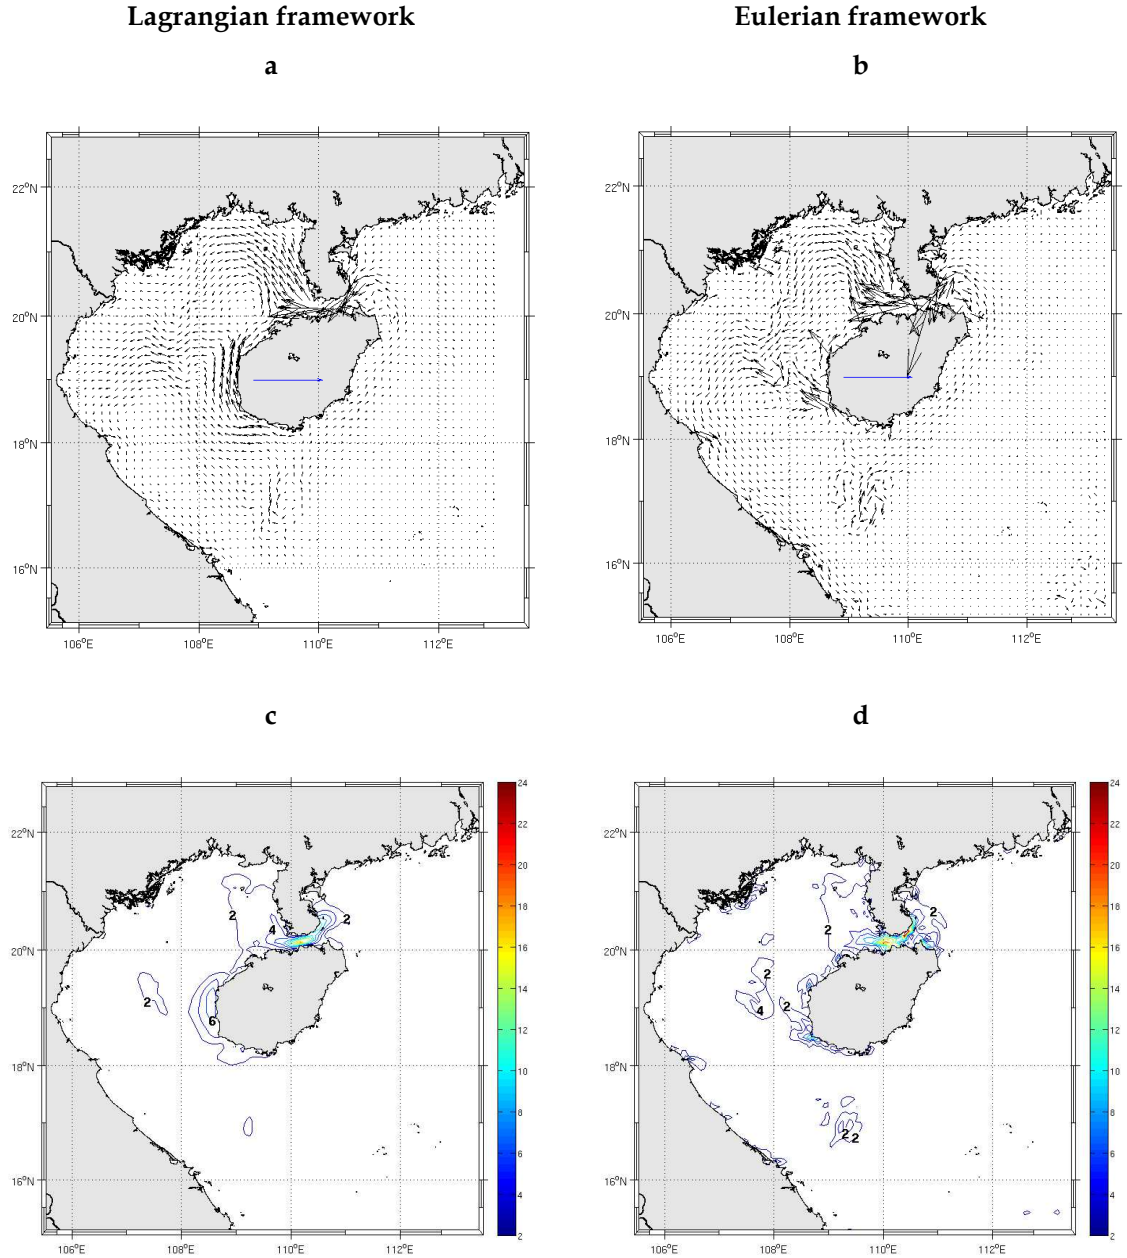 Lagrangian framework Eulerian framework
a b
22°N 22°N
20°N 20°N
18°N 18°N
16°N 16°N
106°E 108°E 110°E 112°E 106°E 108°E 110°E 112°E
c d
24 24
22°N 22 22°N 22
20 20
2 4 2 18 2 2 18
20°N 16 20°N 16
2 6 14 2 4 2 14
12 12
18°N 10 18°N 10
8 2 2 8
16°N 6 16°N 6
4 4
106°E 108°E 110°E 112°E 2 106°E 108°E 110°E 112°E 2